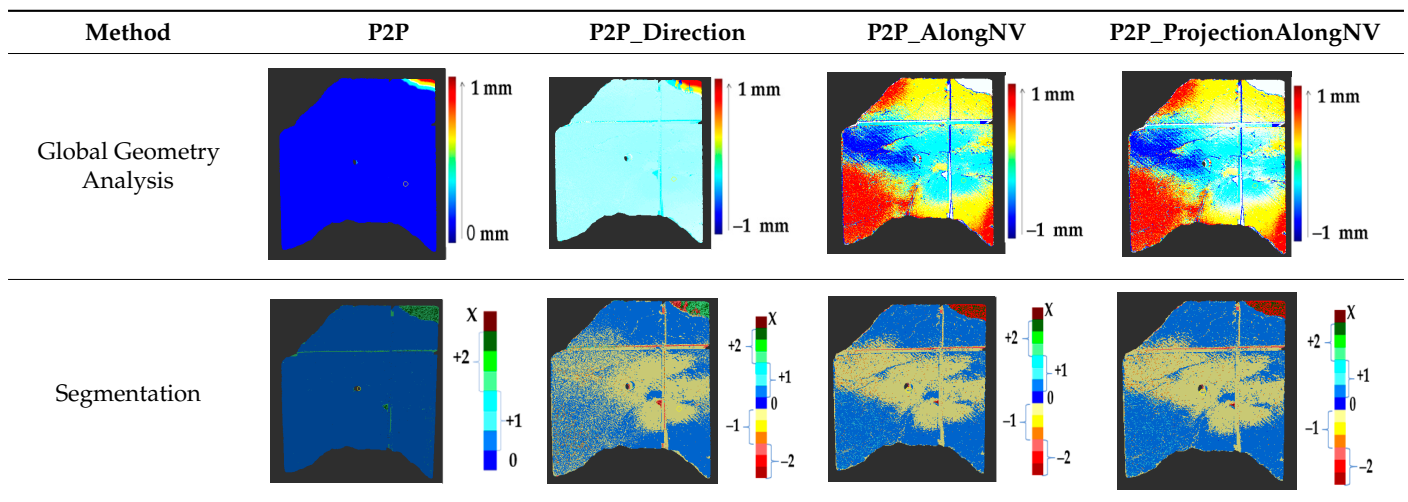 Method P2P P2P_Direction P2P_AlongNV P2P_ProjectionAlongNV
Global Geometry
Analysis
1 mm
0 mm
1 mm
−1 mm
1 mm
−1 mm
1 mm
−1 mm
Segmentation
X
+2
+1
0
X
+2
+1
0
−1
−2
X
+2
+1
0
−1
−2
X
+2
+1
0
−1
−2